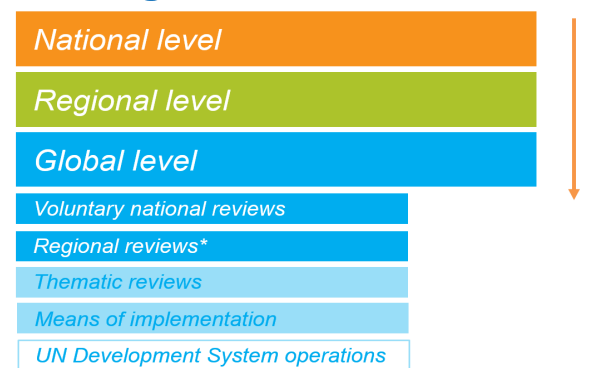 National level
Regional level
Global level
Voluntary national reviews
Regional reviews*
Thematic reviews
Means of implementation
UN Development System operations